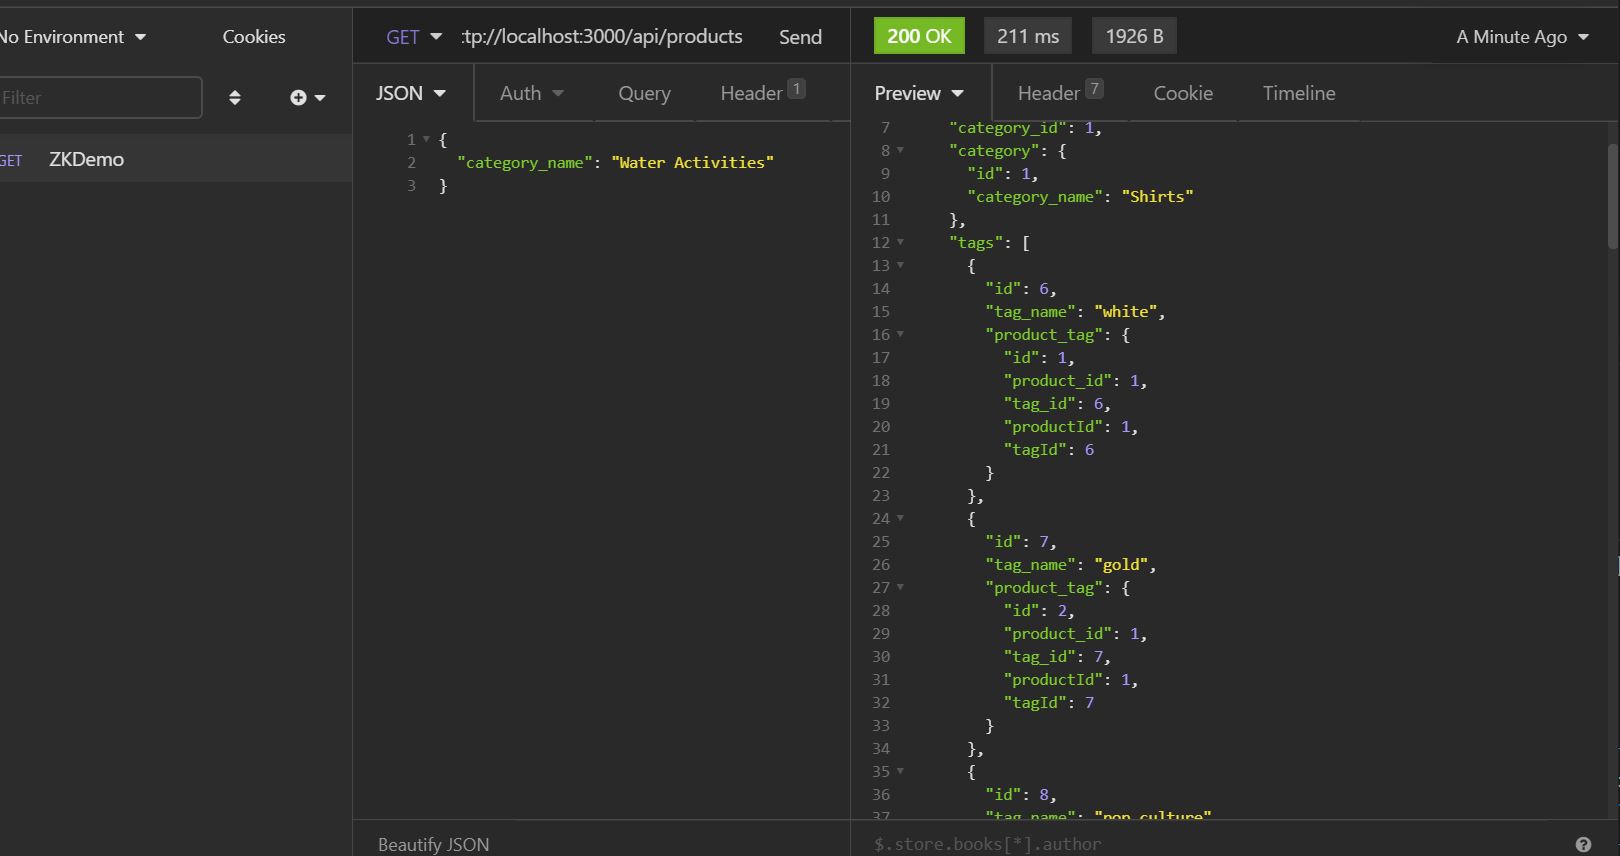 No Environment
Cookies
Filter
GET ZKDemo
GET :tp://localhost:3000/api/products Send
JSON Auth Query Header 1
1 {
2 "category_name": "Water Activities"
3 }
Beautify JSON
200 OK 211 ms 1926 B A Minute Ago
Preview Header 7 Cookie Timeline
7 "category_id": 1,
8 "category": {
9 "id": 1,
10 "category_name": "Shirts"
11 },
12 "tags": [
13 {
14 "id": 6,
15 "tag_name": "white",
16 "product_tag": {
17 "id": 1,
18 "product_id": 1,
19 "tag_id": 6,
20 "productId": 1,
21 "tagId": 6
22 }
23 },
24 {
25 "id": 7,
26 "tag_name": "gold",
27 "product_tag": {
28 "id": 2,
29 "product_id": 1,
30 "tag_id": 7,
31 "productId": 1,
32 "tagId": 7
33 }
34 },
35 {
36 "id": 8,
37 "tag_name": "pop culture"
$.store.books[*].author ?